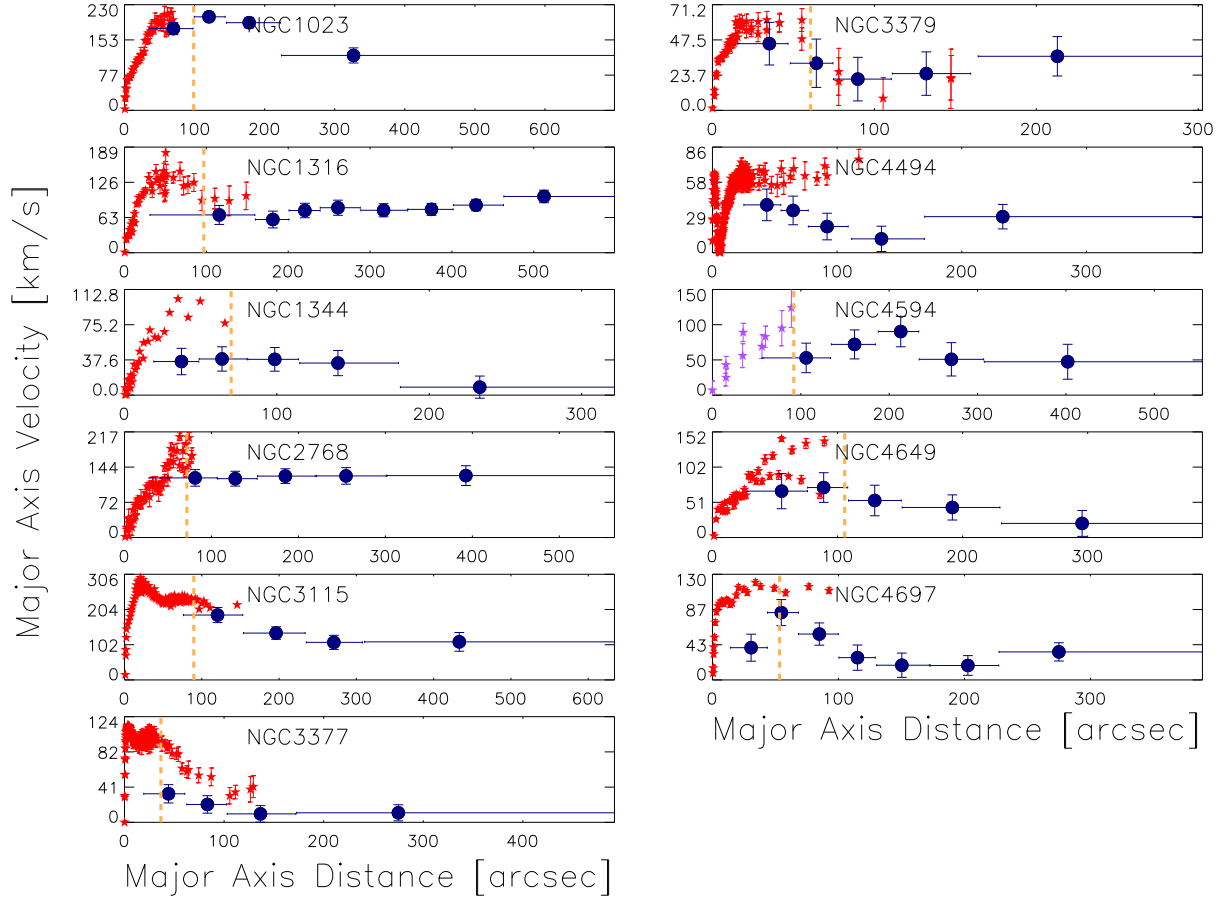 Major Axis Velocity [km/s]
NGC1023
230
153
77
0
0 100 200 300 400 500 600
NGC1316
189
126
63
0
0 100 200 300 400 500
NGC1344
112.8
75.2
37.6
0.0
0 100 200 300
NGC2768
217
144
72
0
0 100 200 300 400 500
NGC3115
306
204
102
0
0 100 200 300 400 500 600
NGC3377
124
82
41
0
0 100 200 300 400
Major Axis Distance [arcsec]
NGC3379
71.2
47.5
23.7
0.0
0 100 200 300
NGC4494
86
58
29
0
0 100 200 300
NGC4594
150
100
50
0
0 100 200 300 400 500
NGC4649
152
102
51
0
0 100 200 300
NGC4697
130
87
43
0
0 100 200 300
Major Axis Distance [arcsec]